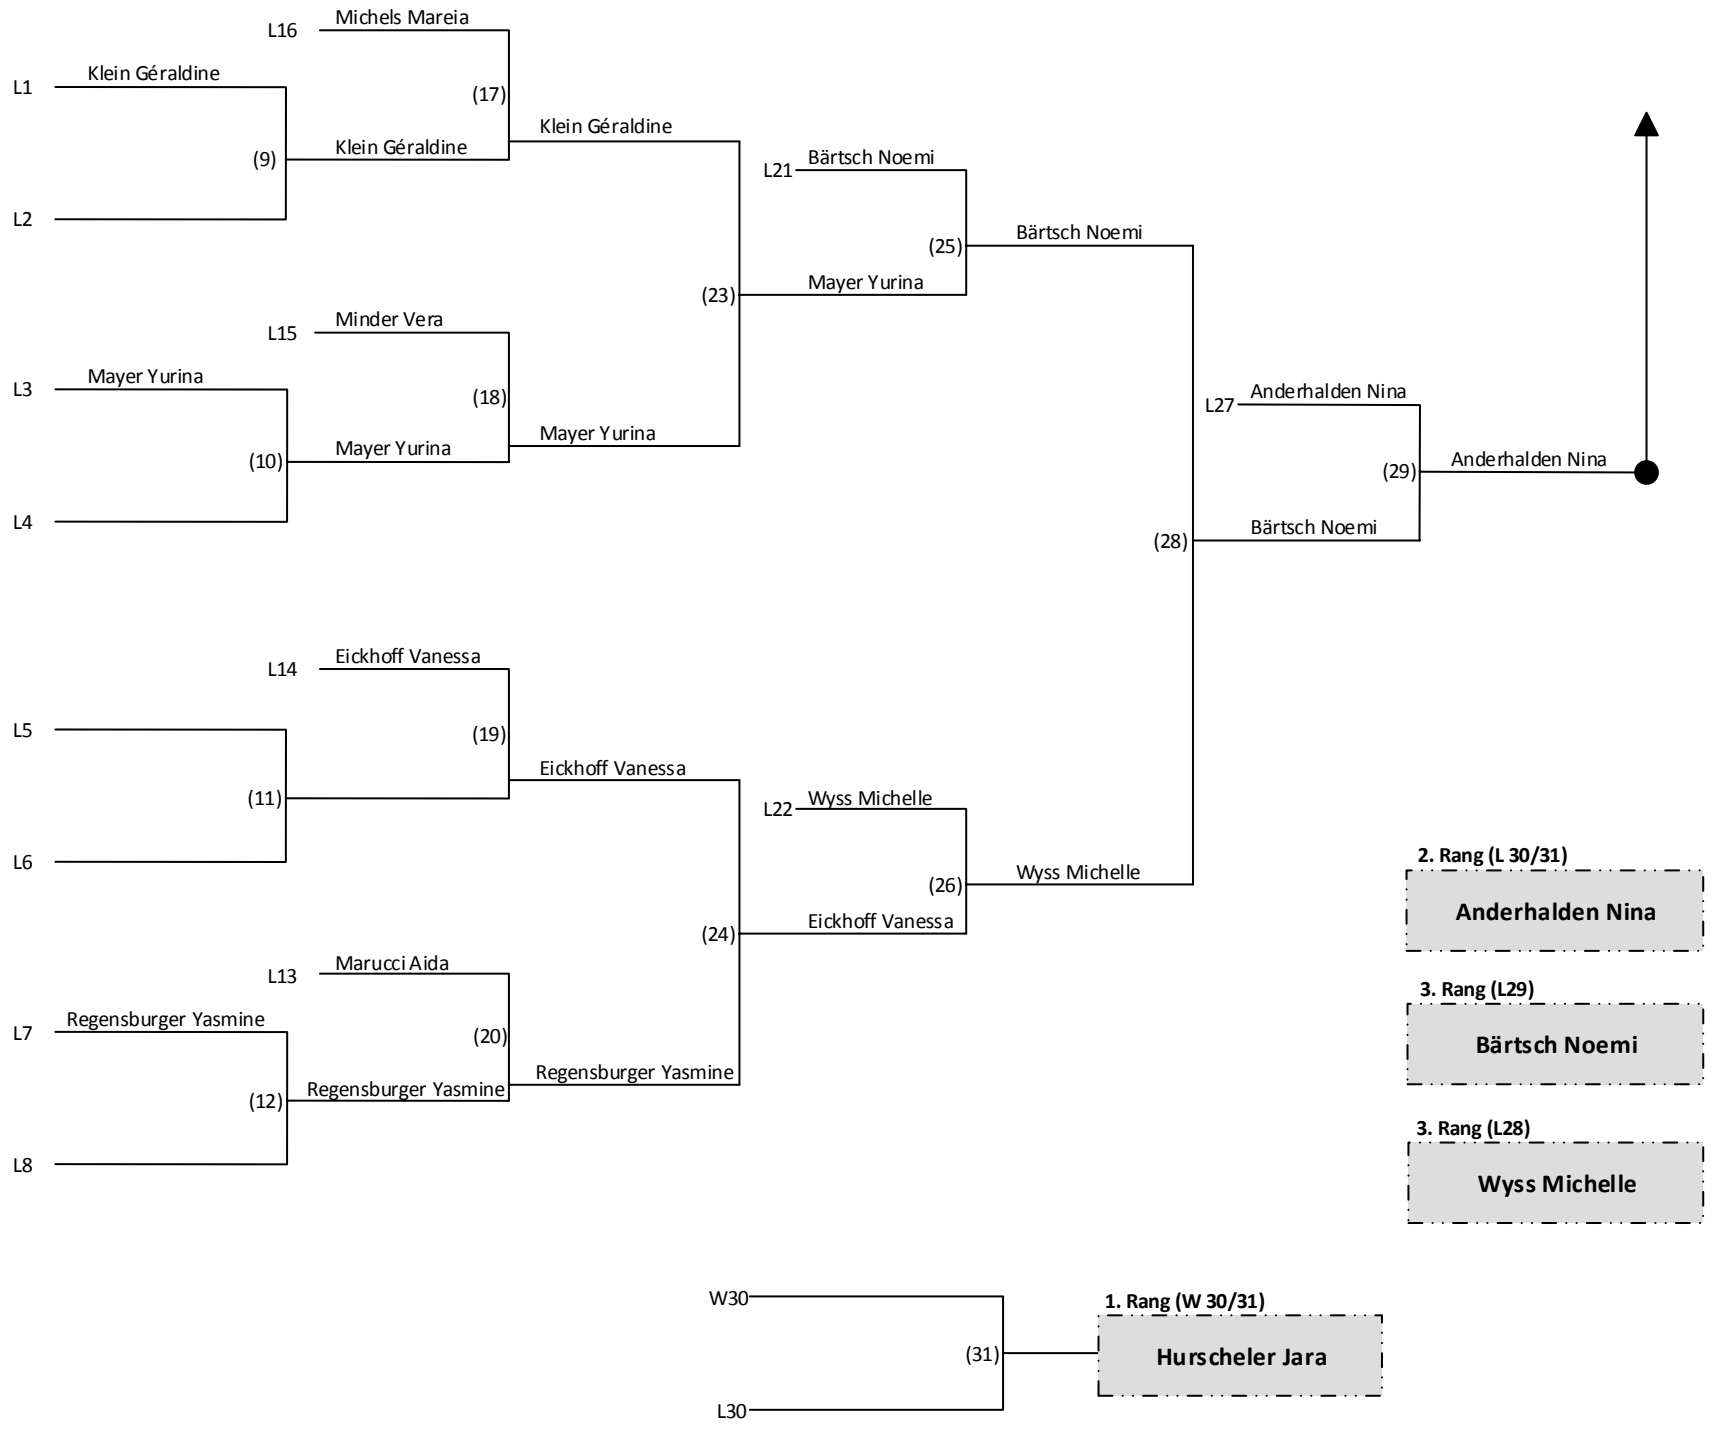 Michels Mareia
L16
Klein Géraldine
L1
(17)
Klein Géraldine
Klein Géraldine
(9)
L2
Bärtsch Noemi
L21
Bärtsch Noemi
(25)
Mayer Yurina
(23)
Minder Vera
L15
Mayer Yurina
L3
(18)
Mayer Yurina
Mayer Yurina
(10)
L4
Anderhalden Nina
L27
Anderhalden Nina
(29)
Bärtsch Noemi
(28)
Eickhoff Vanessa
L14
L5
(19)
Eickhoff Vanessa
(11)
L6
Wyss Michelle
L22
Wyss Michelle
(26)
Eickhoff Vanessa
(24)
Marucci Aida
L13
Regensburger Yasmine
L7
(20)
Regensburger Yasmine
Regensburger Yasmine
(12)
L8
2. Rang (L 30/31)
Anderhalden Nina
3. Rang (L29)
Bärtsch Noemi
3. Rang (L28)
Wyss Michelle
W30
1. Rang (W 30/31)
(31)
Hurscheler Jara
L30